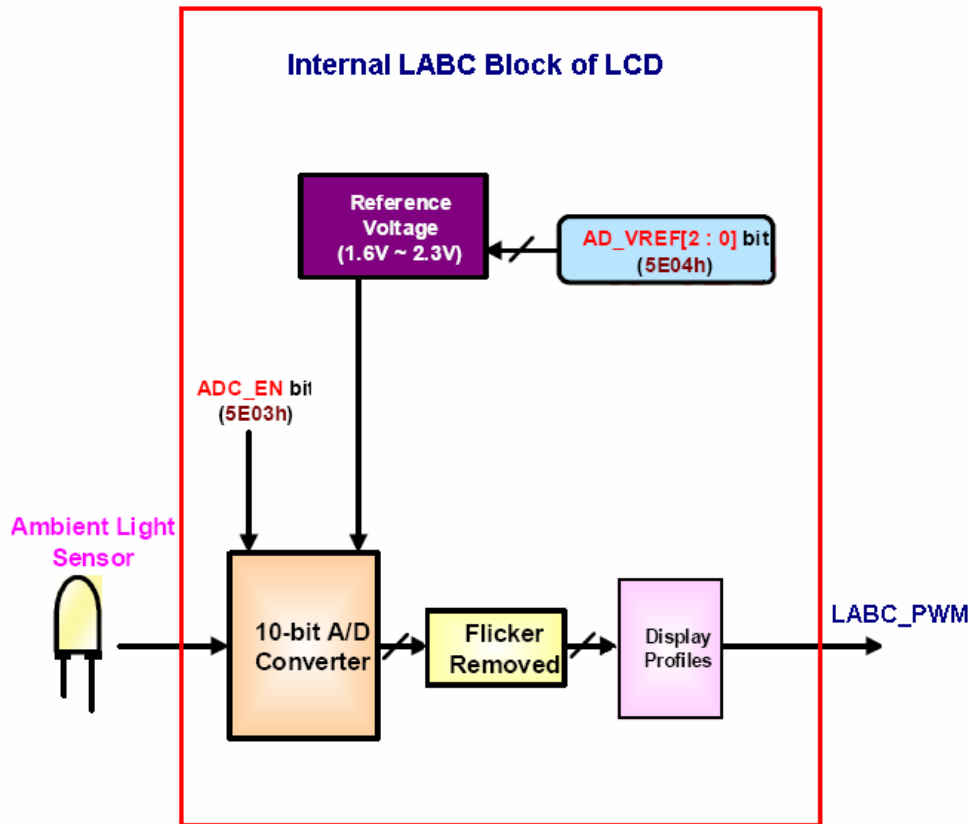 Internal LABC Block of LCD
Reference
Voltage
(1.6V ~ 2.3V)
AD_VREF[2 : 0] bit
(5E04h)
ADC_EN bit
(5E03h)
Ambient Light
Sensor
10-bit A/D
Converter
Flicker
Removed
Display
Profiles
LABC_PWM